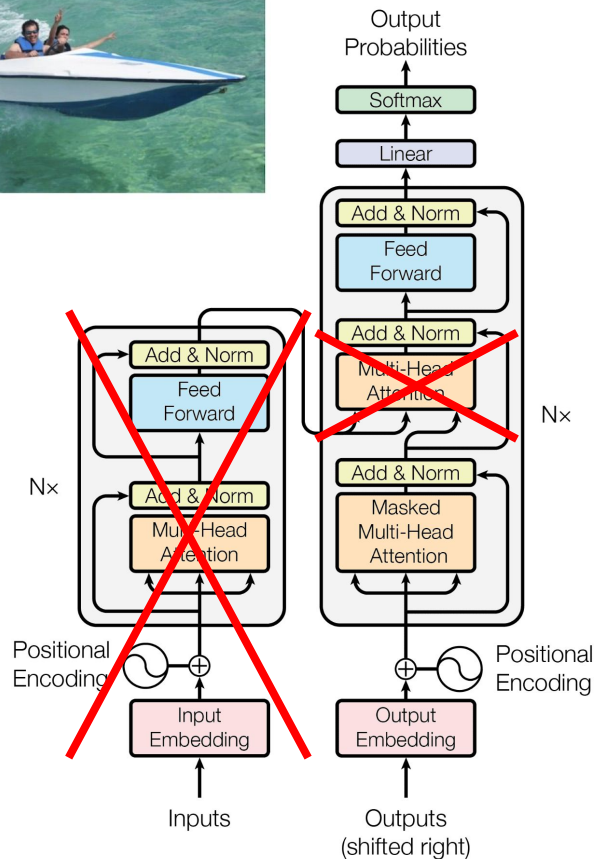 Output
Probabilities
Softmax
Linear
Add & Norm
Feed
Forward
Add & Norm
Multi-Head
Attention
Add & Norm
Masked
Multi-Head
Attention
Nx
Positional
Encoding
Output
Embedding
Outputs
(shifted right)
Add & Norm
Feed
Forward
Add & Norm
Multi-Head
Attention
Nx
Positional
Encoding
Input
Embedding
Inputs